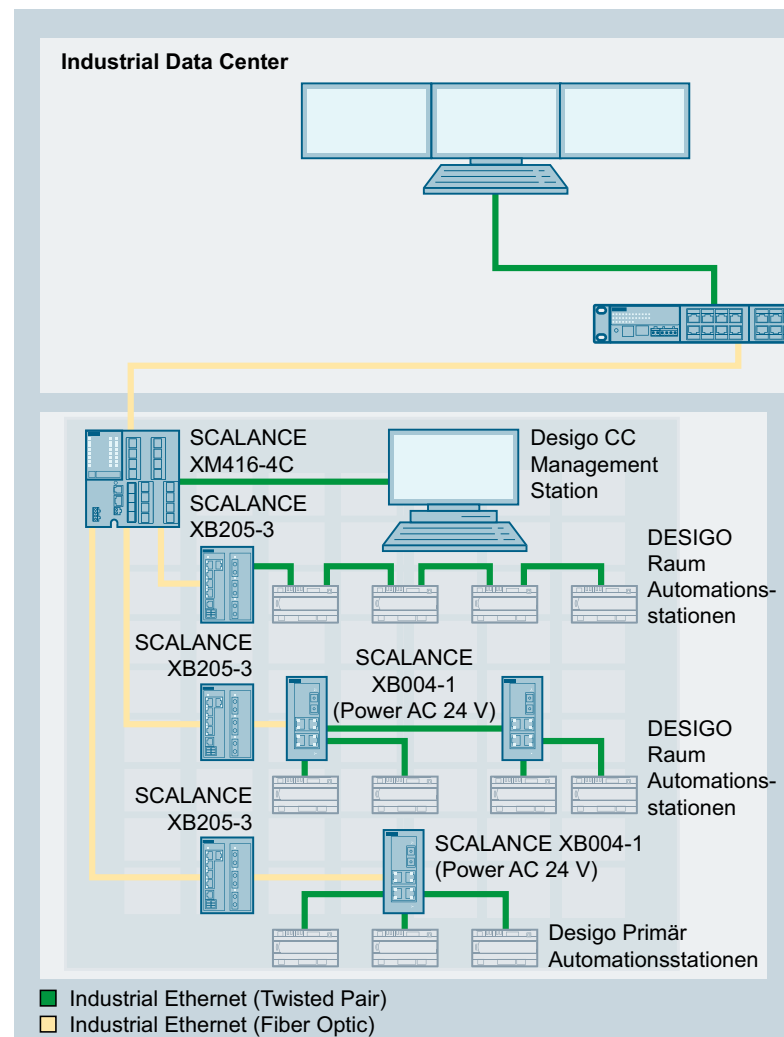 Industrial Data Center
SCALANCE
XM416-4C
Desigo CC
Management
Station
SCALANCE
XB205-3
DESIGO
Raum
Automations-
stationen
SCALANCE
XB205-3
SCALANCE
XB004-1
(Power AC 24 V)
DESIGO
Raum
Automations-
stationen
SCALANCE
XB205-3
SCALANCE XB004-1
(Power AC 24 V)
Desigo Primär
Automationsstationen
Industrial Ethernet (Twisted Pair)
Industrial Ethernet (Fiber Optic)